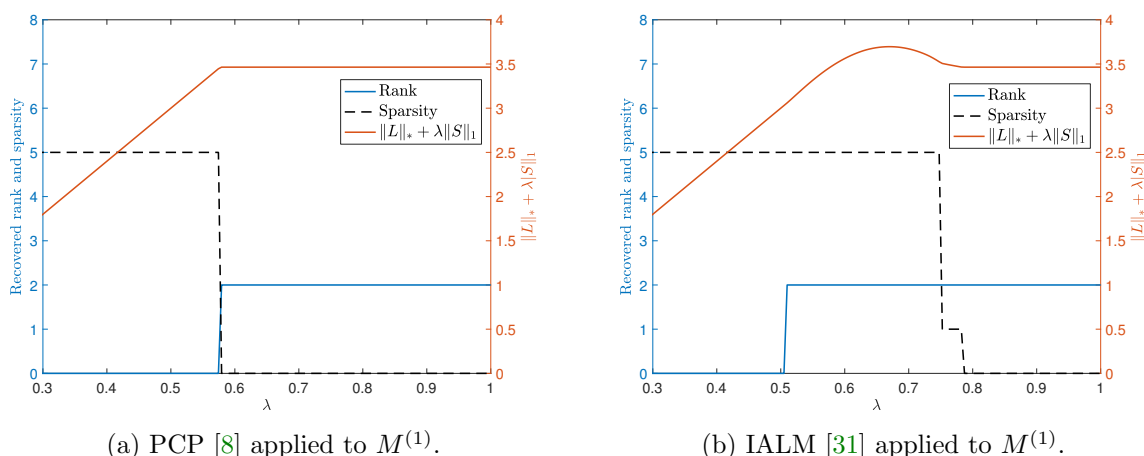 8
7
6
5
4
3
2
1
0
Recovered rank and sparsity
4
3.5
3
2.5
2
1.5
1
0.5
0
‖L‖* + λ|S‖1
Rank
Sparsity
‖L‖* + λ‖S‖1
0.3 0.4 0.5 0.6 0.7 0.8 0.9 1
λ
(a) PCP [8] applied to M^(1).
8
7
6
5
4
3
2
1
0
Recovered rank and sparsity
4
3.5
3
2.5
2
1.5
1
0.5
0
‖L‖* + λ|S‖1
Rank
Sparsity
‖L‖* + λ‖S‖1
0.3 0.4 0.5 0.6 0.7 0.8 0.9 1
λ
(b) IALM [31] applied to M^(1).